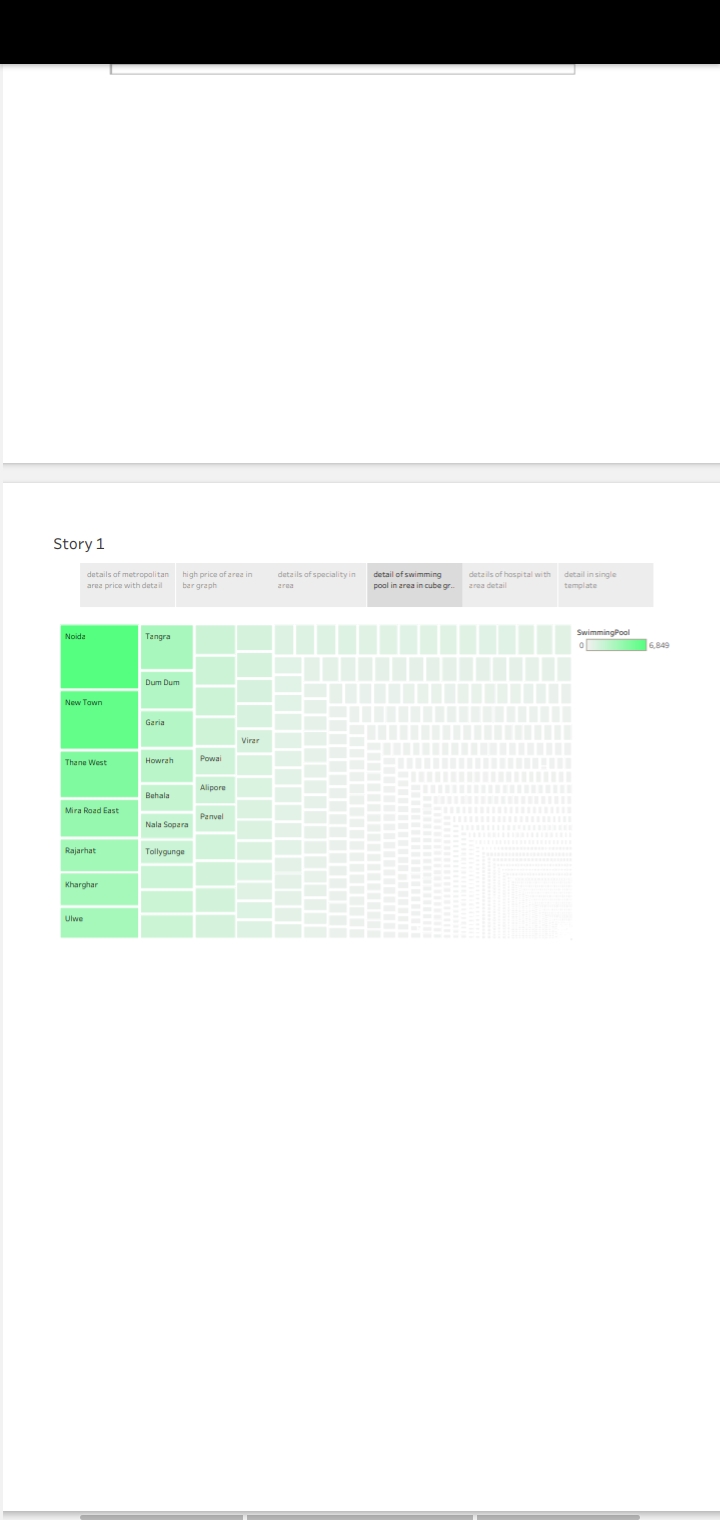 Story 1
details of metropolitan
area price with detail
high price of area in
bar graph
details of speciality in
area
detail of swimming
pool in area in cube gr..
details of hospital with
area detail
detail in single
template
SwimmingPool
0 6,849
Noida
New Town
Thane West
Mira Road East
Rajarhat
Kharghar
Ulwe
Tangra
Dum Dum
Garia
Howrah
Behala
Nala Sopara
Tollygunge
Powai
Alipore
Panvel
Virar